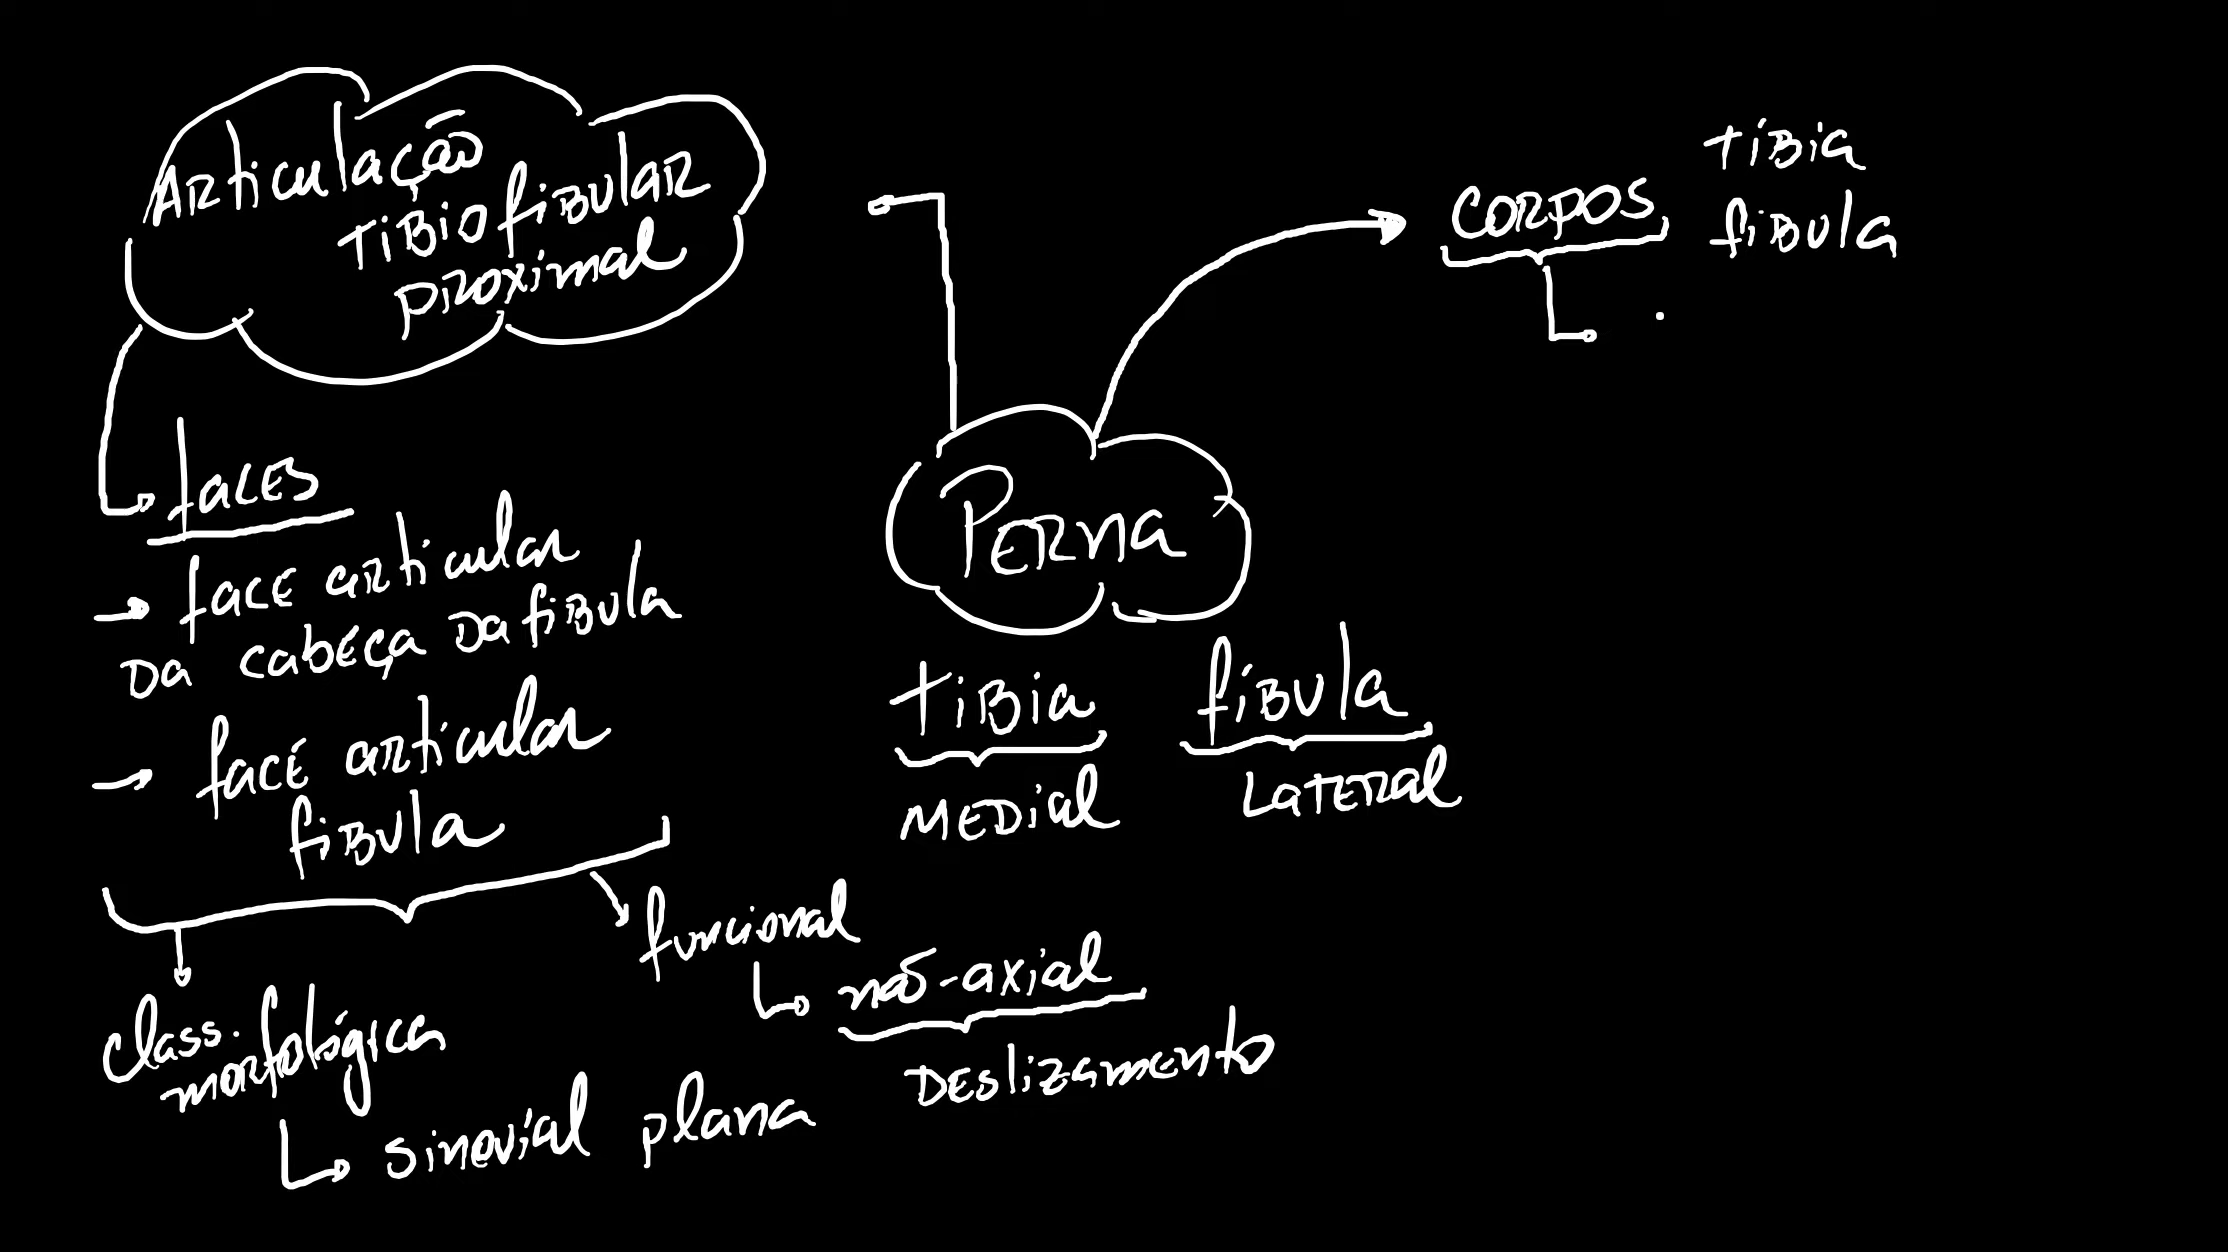 Articulação
tibiofibular
proximal
faces
→ face articular
da cabeça da fíbula
→ face articular
fibula
class.
morfológica
sinovial plana
funcional
não-axial
Deslizamento
Perna
tíbia
medial
fíbula
lateral
corpos
tíbia
fíbula